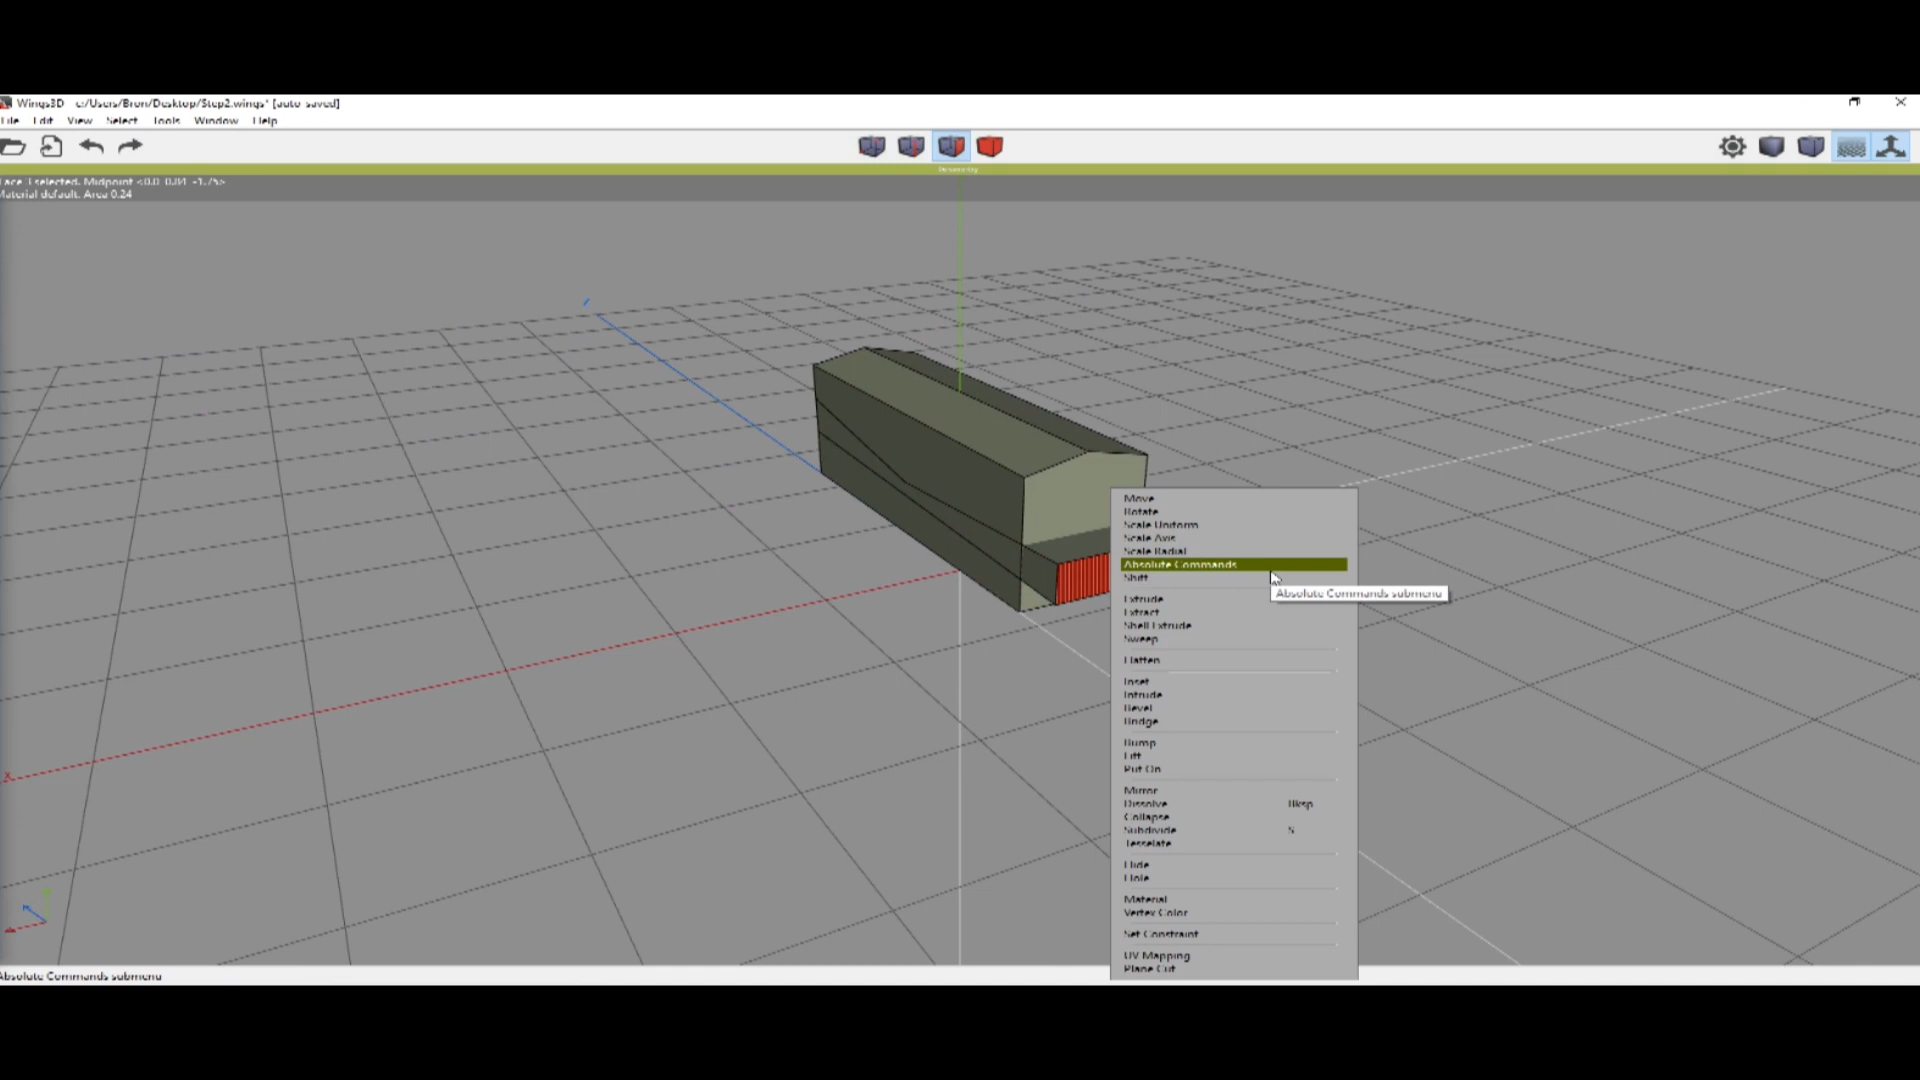 Wings3D - c:/Users/Bron/Desktop/Step2.wings* [auto-saved]
File Edit View Select Tools Window Help
Geometry
Face 3 selected. Midpoint <0.0 0.04 -1.75>
Material default. Area 0.24
Move
Rotate
Scale Uniform
Scale Axis
Scale Radial
Absolute Commands
Shift
Absolute Commands submenu
Extrude
Extract
Shell Extrude
Sweep
Flatten
Inset
Intrude
Bevel
Bridge
Bump
Lift
Put On
Mirror
Dissolve Bksp
Collapse
Subdivide S
Tesselate
Hide
Hole
Material
Vertex Color
Set Constraint
UV Mapping
Plane Cut
X
Absolute Commands submenu